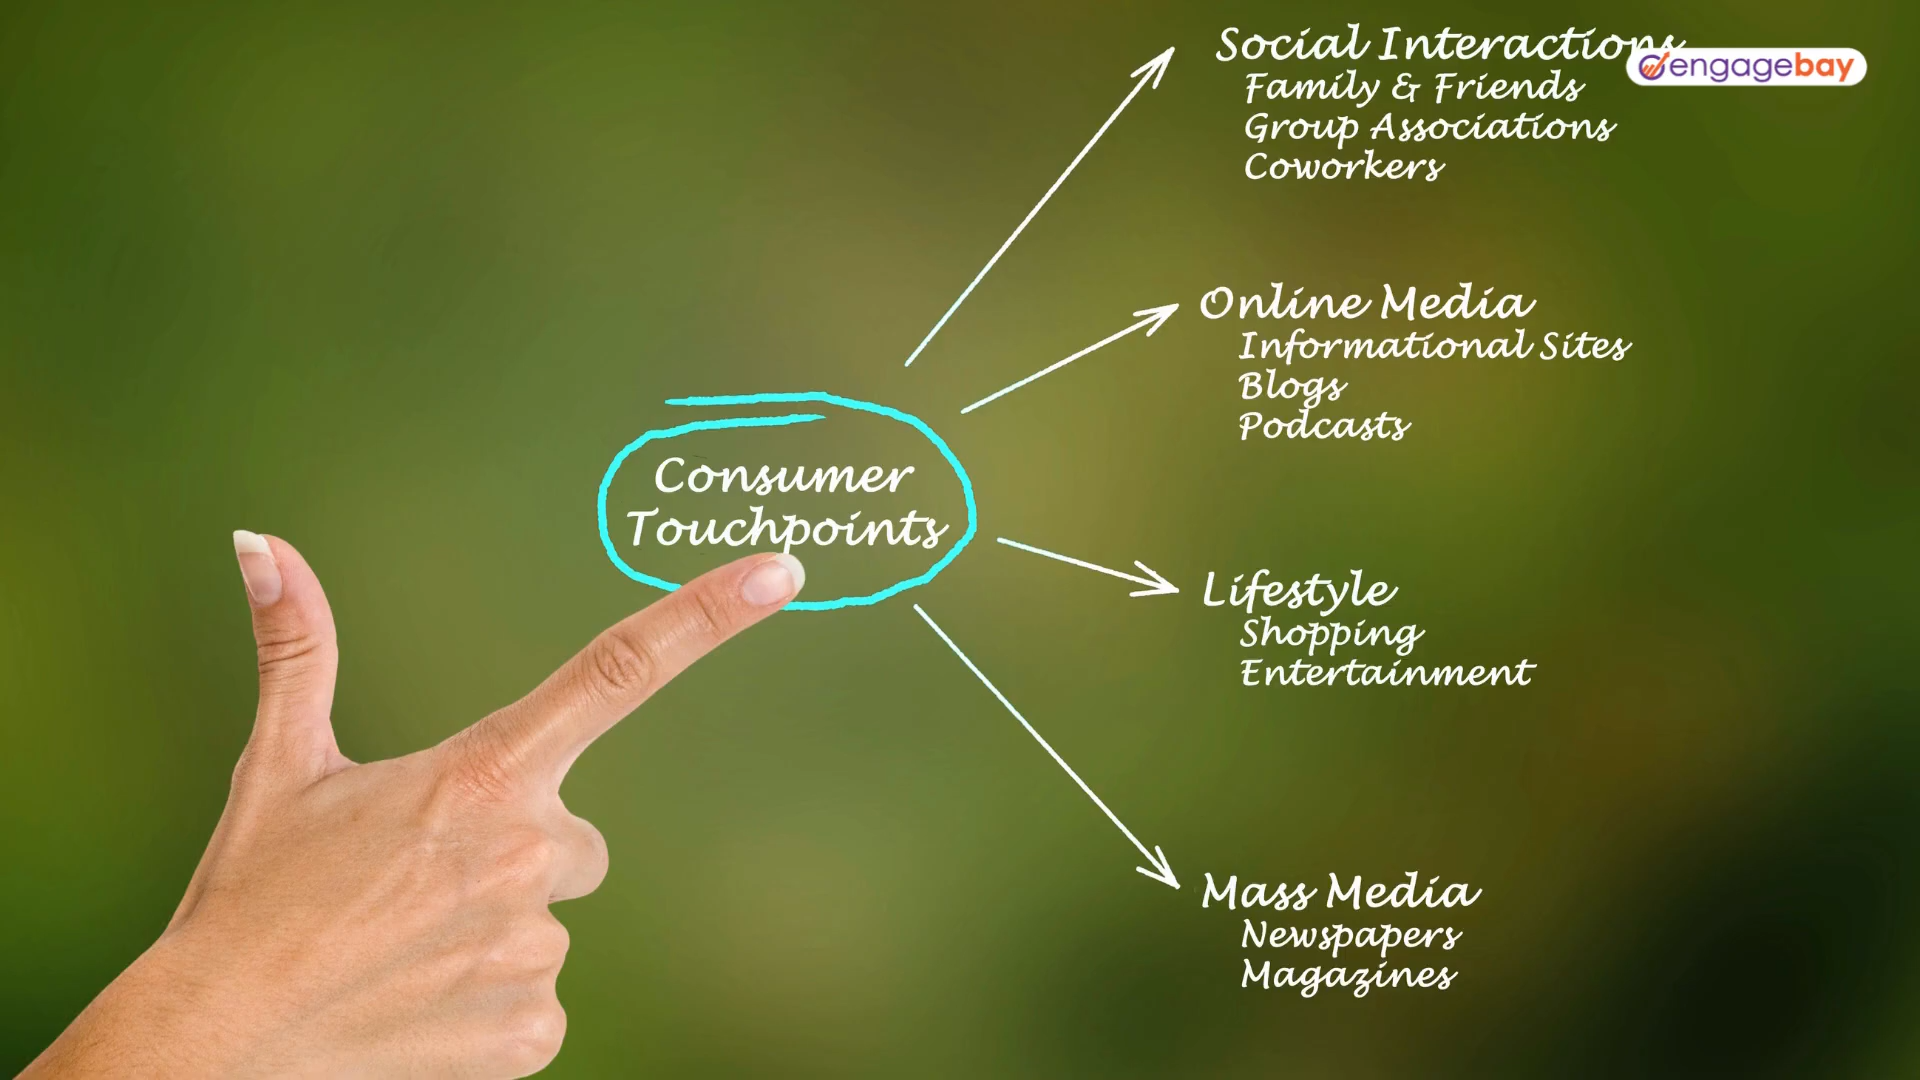 Social Interactions
engagebay
Family & Friends
Group Associations
Coworkers
Online Media
Informational Sites
Blogs
Podcasts
Consumer
Touchpoints
Lifestyle
Shopping
Entertainment
Mass Media
Newspapers
Magazines